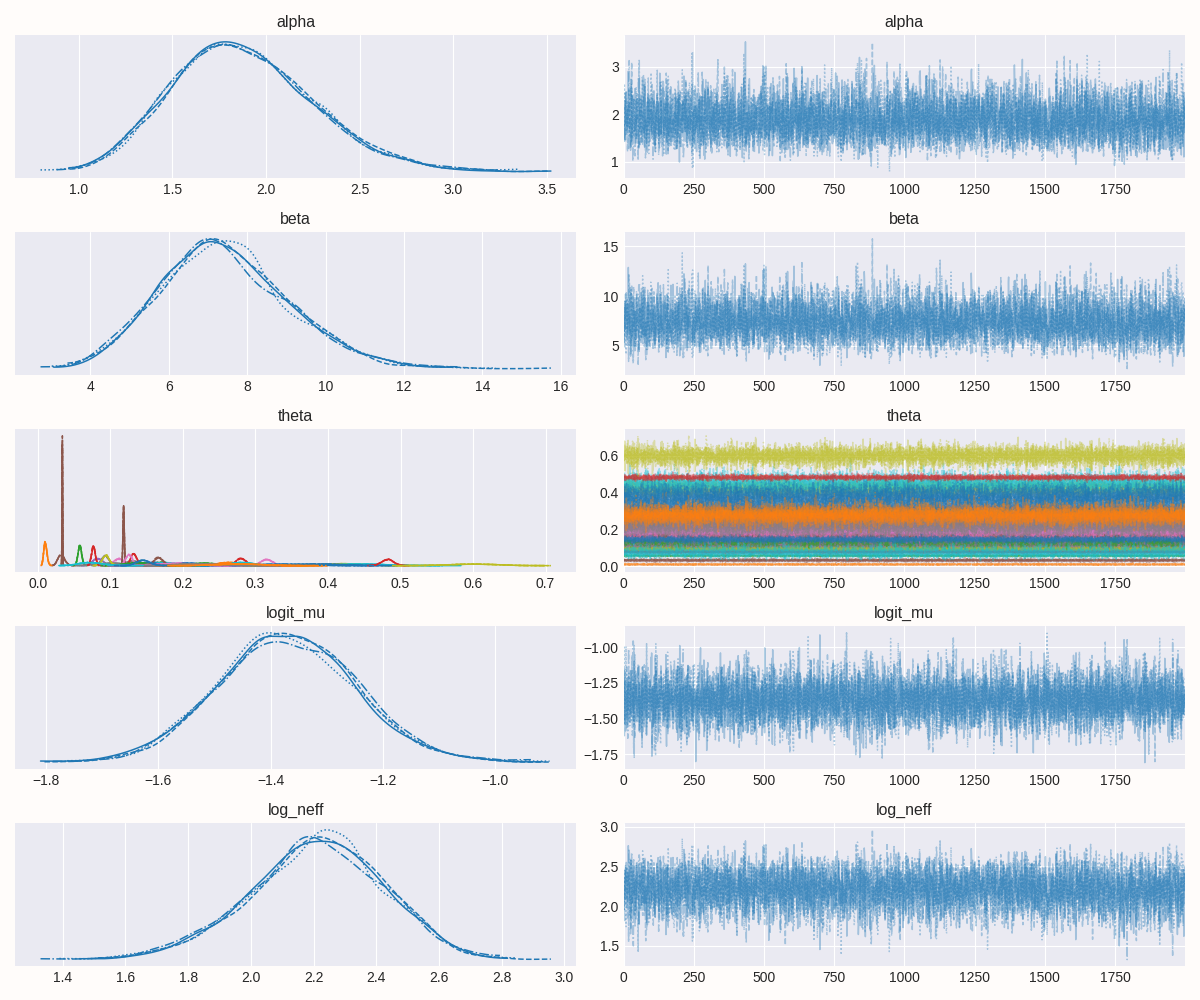 alpha
alpha
3
2
1
1.0 1.5 2.0 2.5 3.0 3.5
0 250 500 750 1000 1250 1500 1750
beta
beta
15
10
5
4 6 8 10 12 14 16
0 250 500 750 1000 1250 1500 1750
theta
theta
0.6
0.4
0.2
0.0
0.0 0.1 0.2 0.3 0.4 0.5 0.6 0.7
0 250 500 750 1000 1250 1500 1750
logit_mu
logit_mu
−1.00
−1.25
−1.50
−1.75
−1.8 −1.6 −1.4 −1.2 −1.0
0 250 500 750 1000 1250 1500 1750
log_neff
log_neff
3.0
2.5
2.0
1.5
1.4 1.6 1.8 2.0 2.2 2.4 2.6 2.8 3.0
0 250 500 750 1000 1250 1500 1750